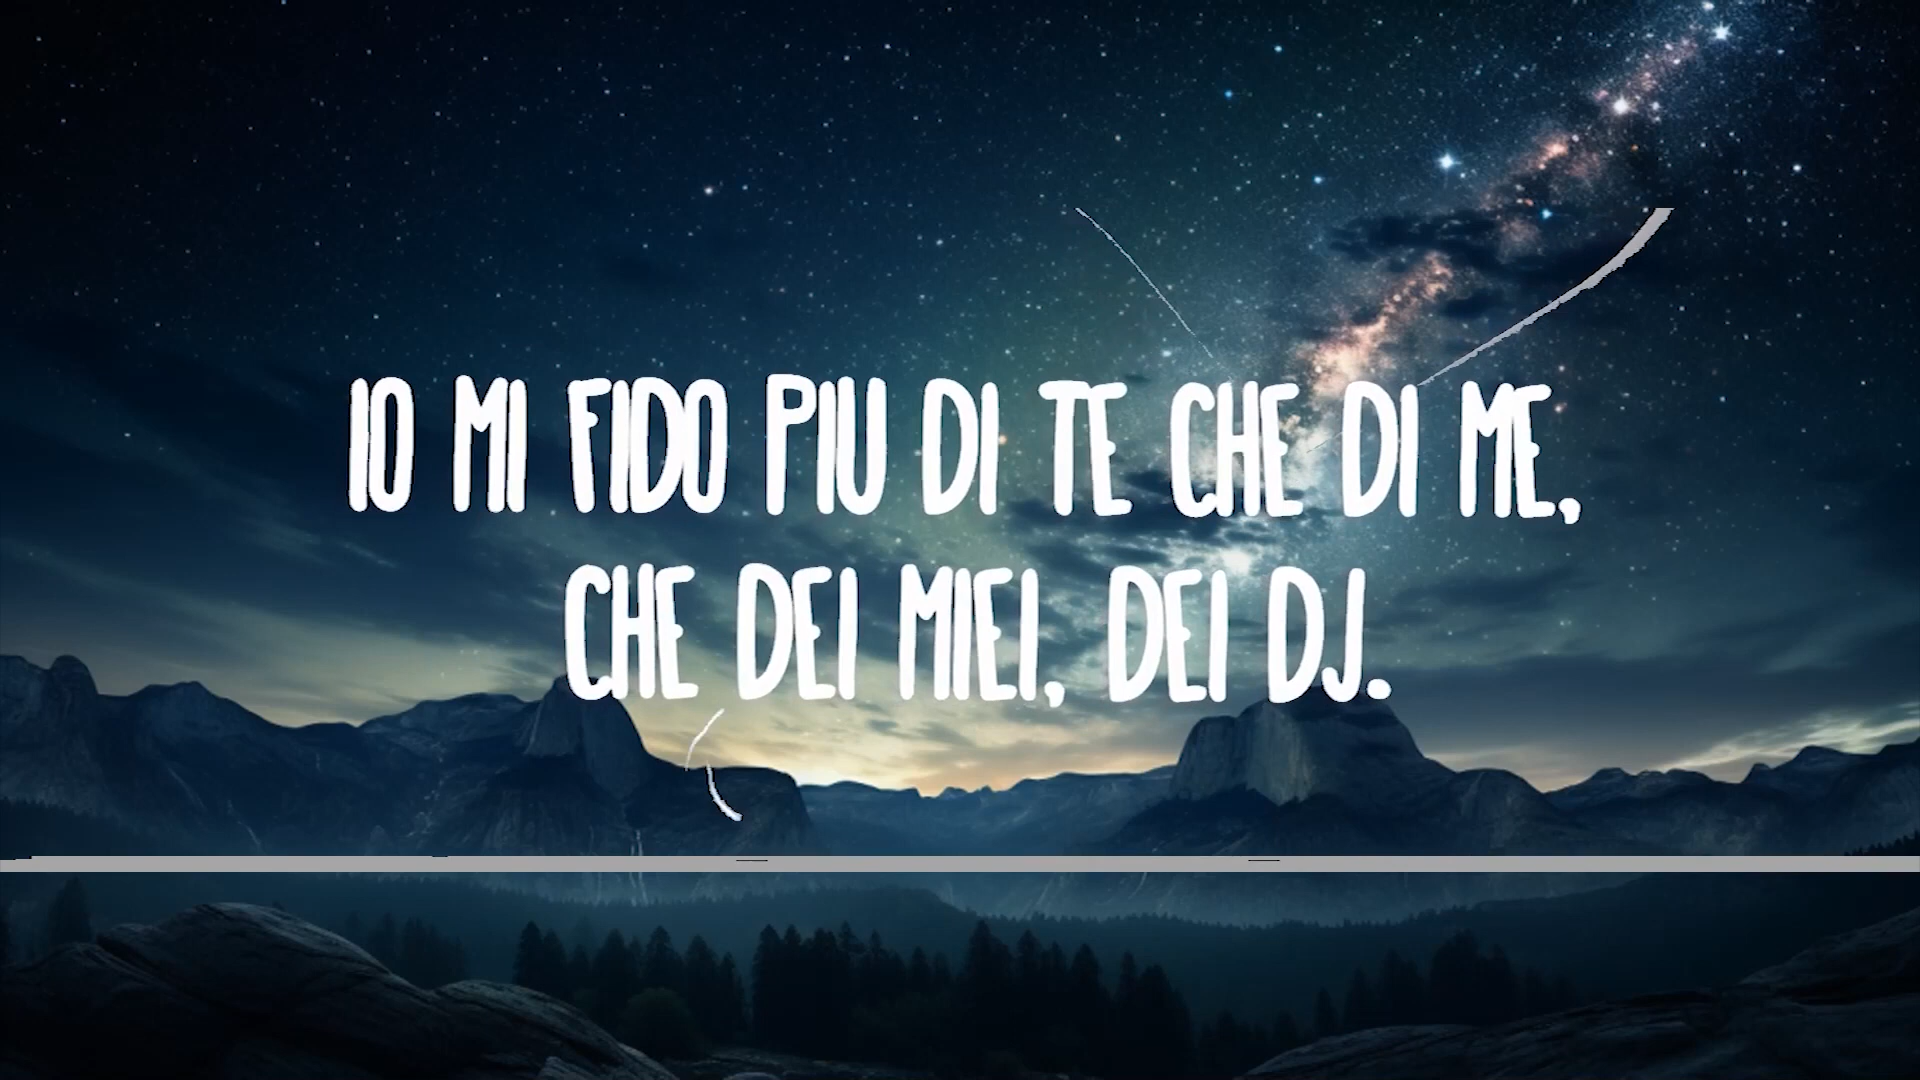 IO MI FIDO PIU DI TE CHE DI ME,
CHE DEI MIEI, DEI DJ.